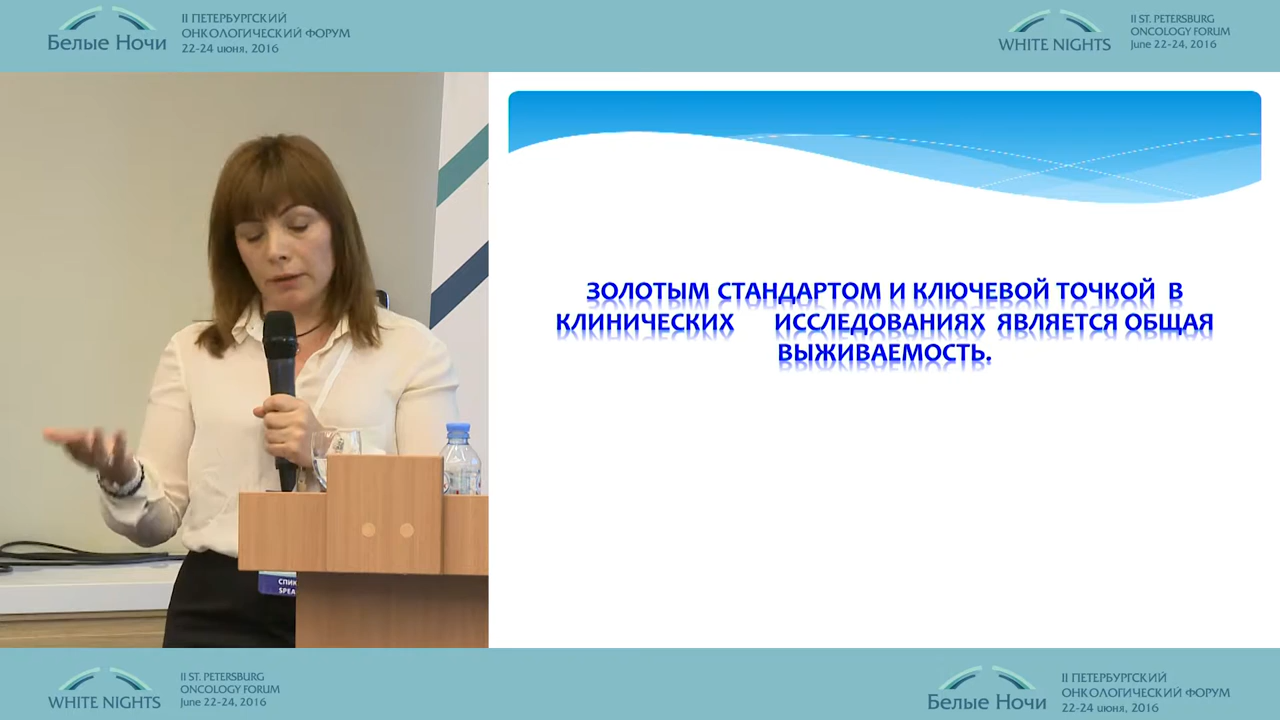 Белые Ночи
II ПЕТЕРБУРГСКИЙ
ОНКОЛОГИЧЕСКИЙ ФОРУМ
22-24 июня, 2016
WHITE NIGHTS
II ST. PETERSBURG
ONCOLOGY FORUM
June 22-24, 2016
ЗОЛОТЫМ СТАНДАРТОМ И КЛЮЧЕВОЙ ТОЧКОЙ В
КЛИНИЧЕСКИХ ИССЛЕДОВАНИЯХ ЯВЛЯЕТСЯ ОБЩАЯ
ВЫЖИВАЕМОСТЬ.
WHITE NIGHTS
II ST. PETERSBURG
ONCOLOGY FORUM
June 22-24, 2016
Белые Ночи
II ПЕТЕРБУРГСКИЙ
ОНКОЛОГИЧЕСКИЙ ФОРУМ
22-24 июня, 2016